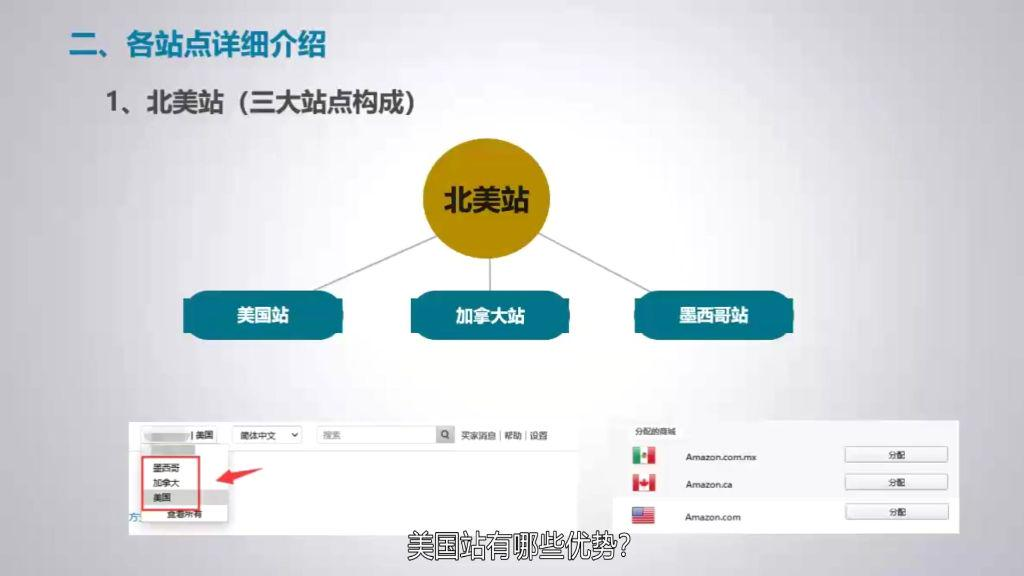 二、各站点详细介绍
1、北美站（三大站点构成）
北美站
美国站
加拿大站
墨西哥站
| 美国
简体中文
搜索
买家消息 | 帮助 | 设置
墨西哥
加拿大
美国
查看所有
分配的商城
Amazon.com.mx
分配
Amazon.ca
分配
Amazon.com
分配
美国站有哪些优势?